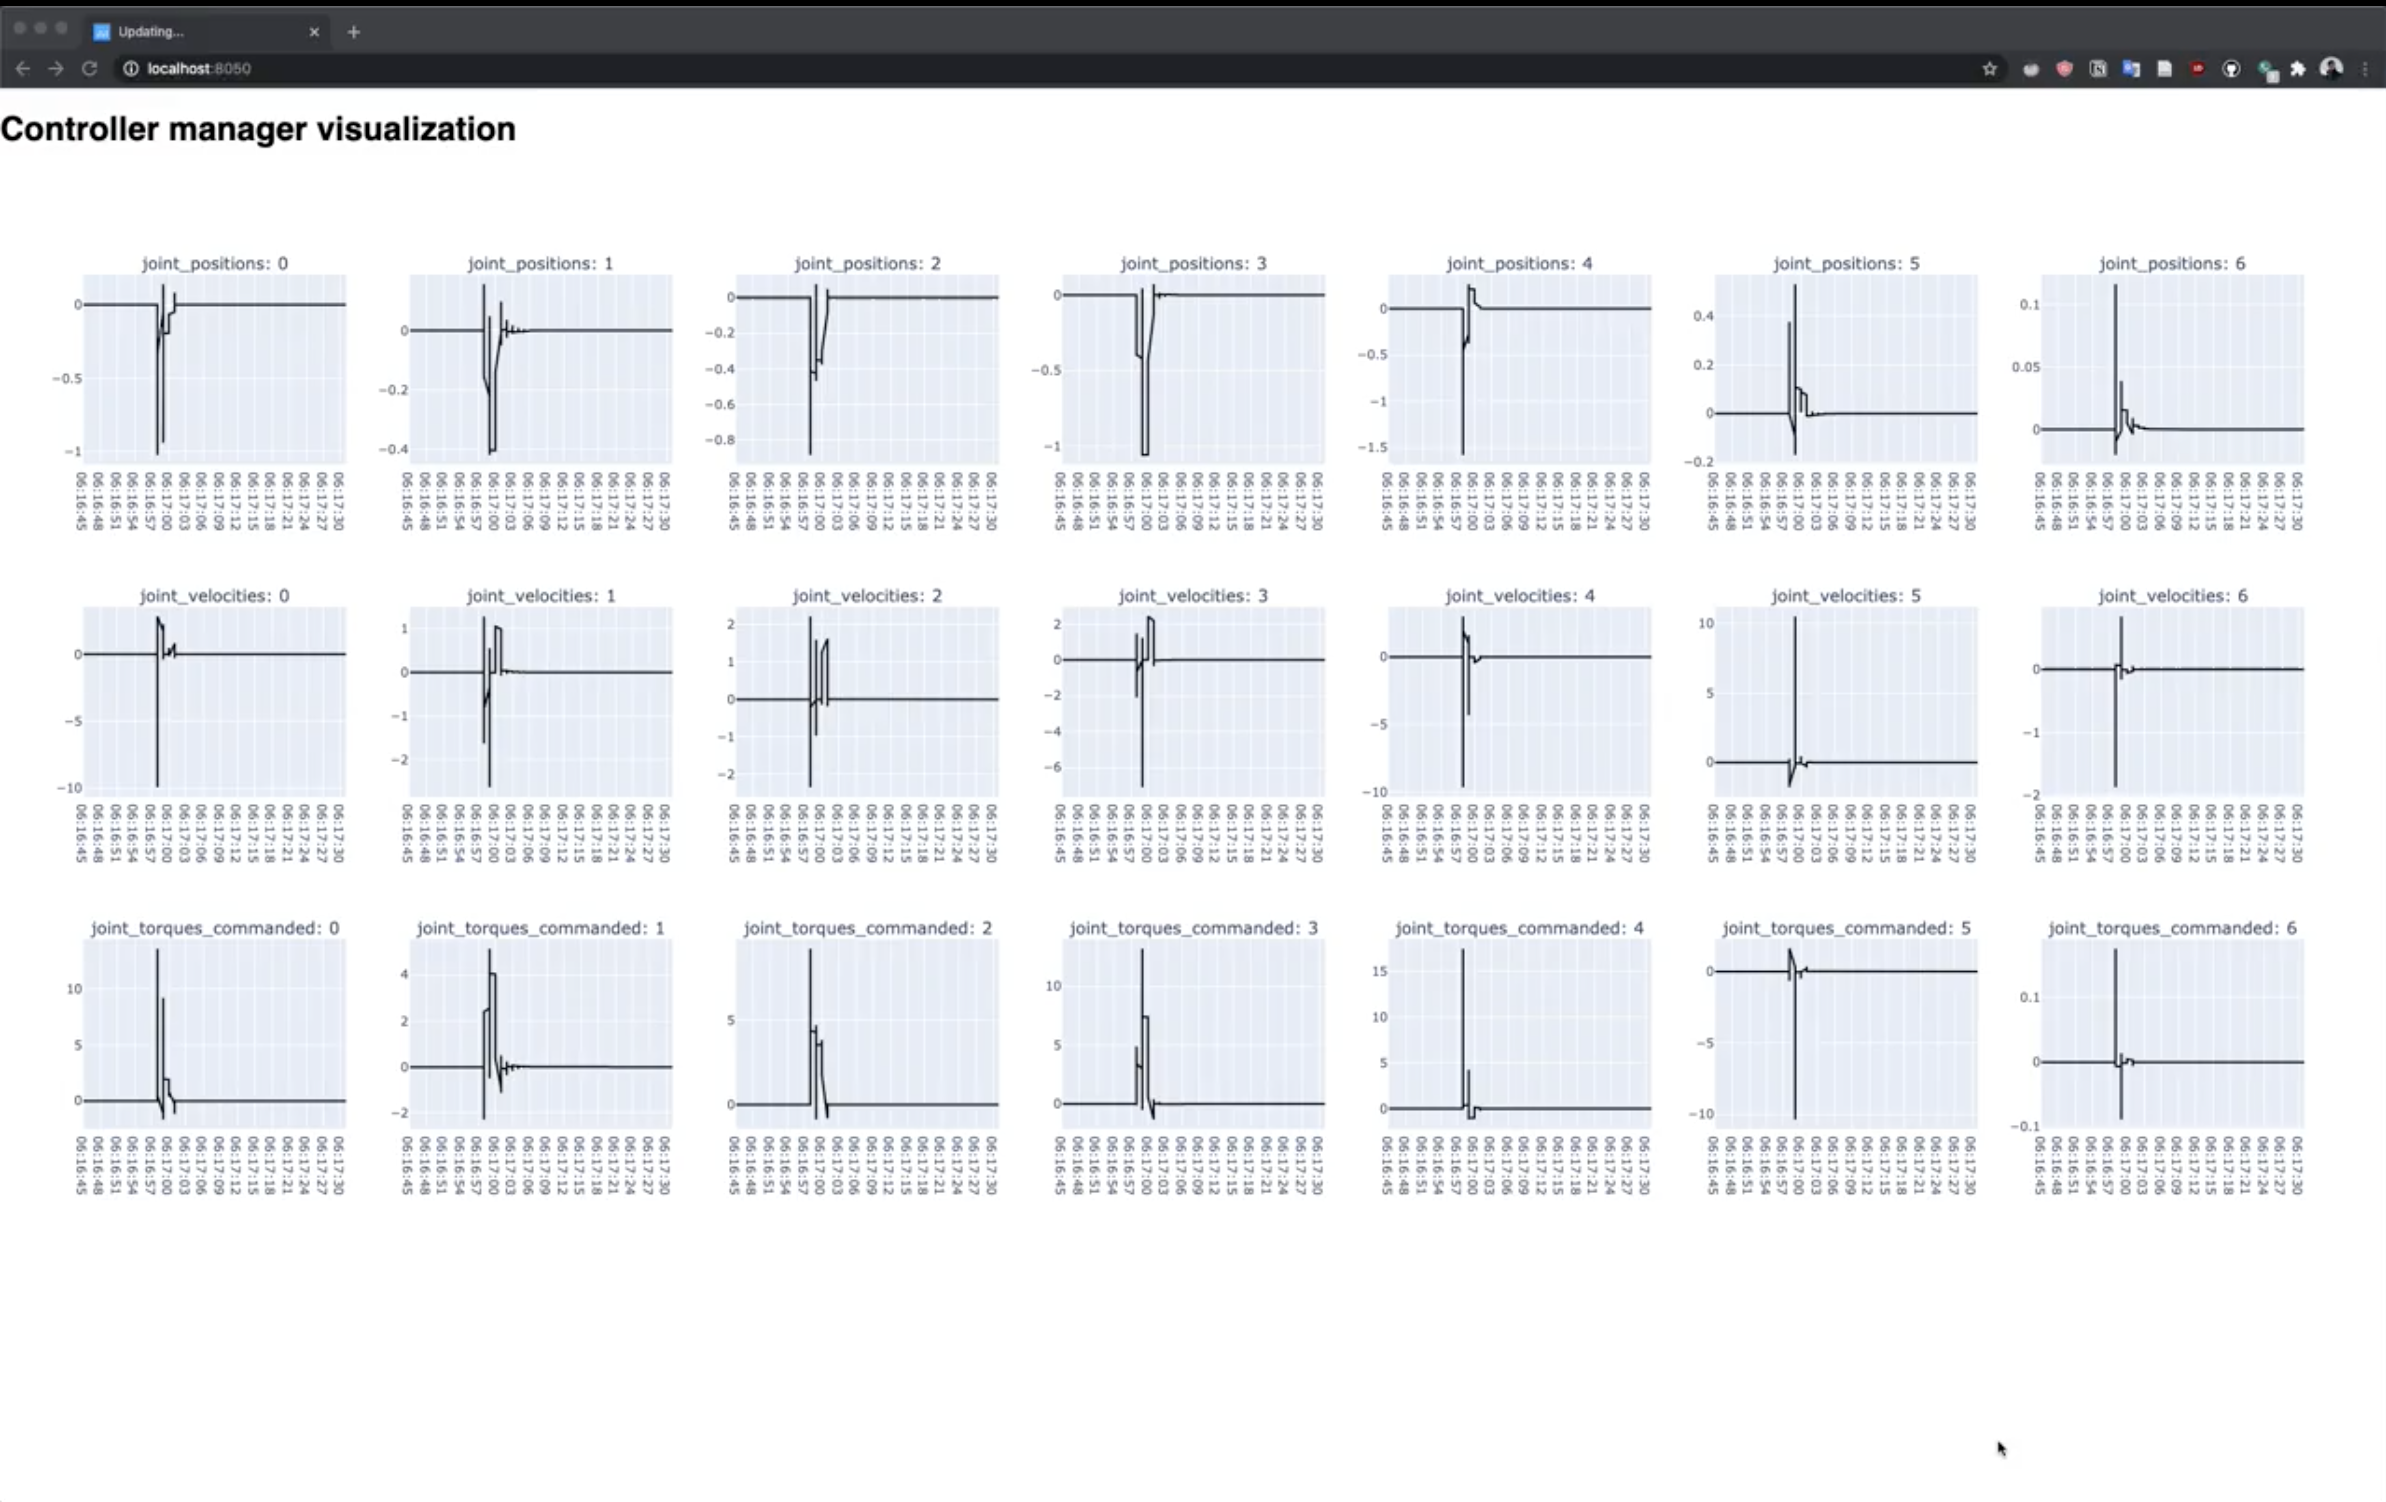 Updating...
localhost:8050
Controller manager visualization
joint_positions: 0 joint_positions: 1 joint_positions: 2 joint_positions: 3 joint_positions: 4 joint_positions: 5 joint_positions: 6
0 −0.5 −1
0 −0.2 −0.4
0 −0.2 −0.4 −0.6 −0.8
0 −0.5 −1
0 −0.5 −1 −1.5
0.4 0.2 0 −0.2
0.1 0.05 0
06:16:45 06:16:48 06:16:51 06:16:54 06:16:57 06:17:00 06:17:03 06:17:06 06:17:09 06:17:12 06:17:15 06:17:18 06:17:21 06:17:24 06:17:27 06:17:30
06:16:45 06:16:48 06:16:51 06:16:54 06:16:57 06:17:00 06:17:03 06:17:06 06:17:09 06:17:12 06:17:15 06:17:18 06:17:21 06:17:24 06:17:27 06:17:30
06:16:45 06:16:48 06:16:51 06:16:54 06:16:57 06:17:00 06:17:03 06:17:06 06:17:09 06:17:12 06:17:15 06:17:18 06:17:21 06:17:24 06:17:27 06:17:30
06:16:45 06:16:48 06:16:51 06:16:54 06:16:57 06:17:00 06:17:03 06:17:06 06:17:09 06:17:12 06:17:15 06:17:18 06:17:21 06:17:24 06:17:27 06:17:30
06:16:45 06:16:48 06:16:51 06:16:54 06:16:57 06:17:00 06:17:03 06:17:06 06:17:09 06:17:12 06:17:15 06:17:18 06:17:21 06:17:24 06:17:27 06:17:30
06:16:45 06:16:48 06:16:51 06:16:54 06:16:57 06:17:00 06:17:03 06:17:06 06:17:09 06:17:12 06:17:15 06:17:18 06:17:21 06:17:24 06:17:27 06:17:30
06:16:45 06:16:48 06:16:51 06:16:54 06:16:57 06:17:00 06:17:03 06:17:06 06:17:09 06:17:12 06:17:15 06:17:18 06:17:21 06:17:24 06:17:27 06:17:30
joint_velocities: 0 joint_velocities: 1 joint_velocities: 2 joint_velocities: 3 joint_velocities: 4 joint_velocities: 5 joint_velocities: 6
0 −5 −10
1 0 −1 −2
2 1 0 −1 −2
2 0 −2 −4 −6
0 −5 −10
10 5 0
0 −1 −2
06:16:45 06:16:48 06:16:51 06:16:54 06:16:57 06:17:00 06:17:03 06:17:06 06:17:09 06:17:12 06:17:15 06:17:18 06:17:21 06:17:24 06:17:27 06:17:30
06:16:45 06:16:48 06:16:51 06:16:54 06:16:57 06:17:00 06:17:03 06:17:06 06:17:09 06:17:12 06:17:15 06:17:18 06:17:21 06:17:24 06:17:27 06:17:30
06:16:45 06:16:48 06:16:51 06:16:54 06:16:57 06:17:00 06:17:03 06:17:06 06:17:09 06:17:12 06:17:15 06:17:18 06:17:21 06:17:24 06:17:27 06:17:30
06:16:45 06:16:48 06:16:51 06:16:54 06:16:57 06:17:00 06:17:03 06:17:06 06:17:09 06:17:12 06:17:15 06:17:18 06:17:21 06:17:24 06:17:27 06:17:30
06:16:45 06:16:48 06:16:51 06:16:54 06:16:57 06:17:00 06:17:03 06:17:06 06:17:09 06:17:12 06:17:15 06:17:18 06:17:21 06:17:24 06:17:27 06:17:30
06:16:45 06:16:48 06:16:51 06:16:54 06:16:57 06:17:00 06:17:03 06:17:06 06:17:09 06:17:12 06:17:15 06:17:18 06:17:21 06:17:24 06:17:27 06:17:30
06:16:45 06:16:48 06:16:51 06:16:54 06:16:57 06:17:00 06:17:03 06:17:06 06:17:09 06:17:12 06:17:15 06:17:18 06:17:21 06:17:24 06:17:27 06:17:30
joint_torques_commanded: 0 joint_torques_commanded: 1 joint_torques_commanded: 2 joint_torques_commanded: 3 joint_torques_commanded: 4 joint_torques_commanded: 5 joint_torques_commanded: 6
10 5 0
4 2 0 −2
5 0
10 5 0
15 10 5 0
0 −5 −10
0.1 0 −0.1
06:16:45 06:16:48 06:16:51 06:16:54 06:16:57 06:17:00 06:17:03 06:17:06 06:17:09 06:17:12 06:17:15 06:17:18 06:17:21 06:17:24 06:17:27 06:17:30
06:16:45 06:16:48 06:16:51 06:16:54 06:16:57 06:17:00 06:17:03 06:17:06 06:17:09 06:17:12 06:17:15 06:17:18 06:17:21 06:17:24 06:17:27 06:17:30
06:16:45 06:16:48 06:16:51 06:16:54 06:16:57 06:17:00 06:17:03 06:17:06 06:17:09 06:17:12 06:17:15 06:17:18 06:17:21 06:17:24 06:17:27 06:17:30
06:16:45 06:16:48 06:16:51 06:16:54 06:16:57 06:17:00 06:17:03 06:17:06 06:17:09 06:17:12 06:17:15 06:17:18 06:17:21 06:17:24 06:17:27 06:17:30
06:16:45 06:16:48 06:16:51 06:16:54 06:16:57 06:17:00 06:17:03 06:17:06 06:17:09 06:17:12 06:17:15 06:17:18 06:17:21 06:17:24 06:17:27 06:17:30
06:16:45 06:16:48 06:16:51 06:16:54 06:16:57 06:17:00 06:17:03 06:17:06 06:17:09 06:17:12 06:17:15 06:17:18 06:17:21 06:17:24 06:17:27 06:17:30
06:16:45 06:16:48 06:16:51 06:16:54 06:16:57 06:17:00 06:17:03 06:17:06 06:17:09 06:17:12 06:17:15 06:17:18 06:17:21 06:17:24 06:17:27 06:17:30